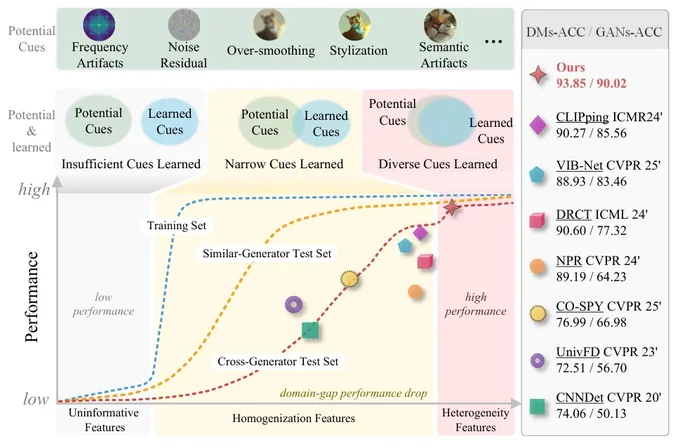 Potential
Cues
Frequency
Artifacts
Noise
Residual
Over-smoothing
Stylization
Semantic
Artifacts
...
Potential
&
learned
Potential
Cues
Learned
Cues
Insufficient Cues Learned
Potential
Cues
Learned
Cues
Narrow Cues Learned
Potential
Cues
Learned
Cues
Diverse Cues Learned
high
Performance
low
Training Set
Similar-Generator Test Set
Cross-Generator Test Set
low
performance
high
performance
domain-gap performance drop
Uninformative
Features
Homogenization Features
Heterogeneity
Features
DMs-ACC / GANs-ACC
Ours
93.85 / 90.02
CLIPping ICMR24'
90.27 / 85.56
VIB-Net CVPR 25'
88.93 / 83.46
DRCT ICML 24'
90.60 / 77.32
NPR CVPR 24'
89.19 / 64.23
CO-SPY CVPR 25'
76.99 / 66.98
UnivFD CVPR 23'
72.51 / 56.70
CNNDet CVPR 20'
74.06 / 50.13